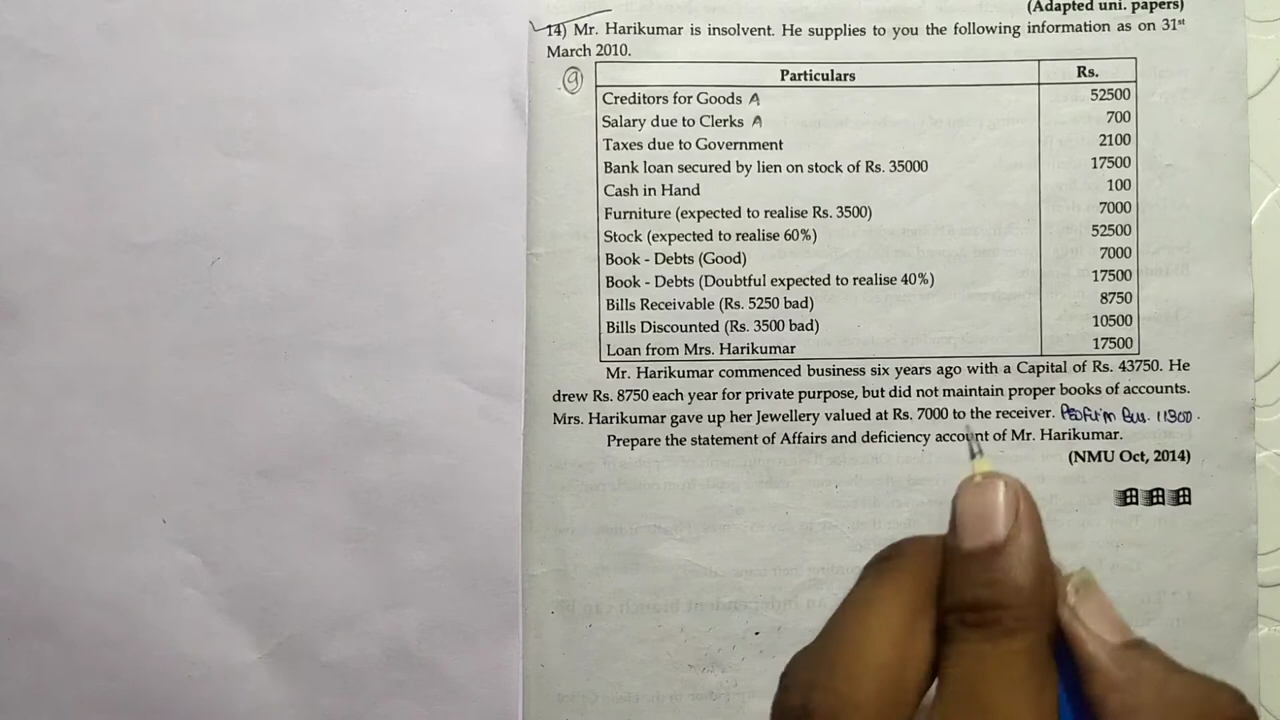 (Adapted uni. papers)
14) Mr. Harikumar is insolvent. He supplies to you the following information as on 31st
March 2010.
9
Particulars Rs.
Creditors for Goods A 52500
Salary due to Clerks A 700
Taxes due to Government 2100
Bank loan secured by lien on stock of Rs. 35000 17500
Cash in Hand 100
Furniture (expected to realise Rs. 3500) 7000
Stock (expected to realise 60%) 52500
Book - Debts (Good) 7000
Book - Debts (Doubtful expected to realise 40%) 17500
Bills Receivable (Rs. 5250 bad) 8750
Bills Discounted (Rs. 3500 bad) 10500
Loan from Mrs. Harikumar 17500
Mr. Harikumar commenced business six years ago with a Capital of Rs. 43750. He
drew Rs. 8750 each year for private purpose, but did not maintain proper books of accounts.
Mrs. Harikumar gave up her Jewellery valued at Rs. 7000 to the receiver. Bus. 11300.
Prepare the statement of Affairs and deficiency account of Mr. Harikumar.
(NMU Oct, 2014)